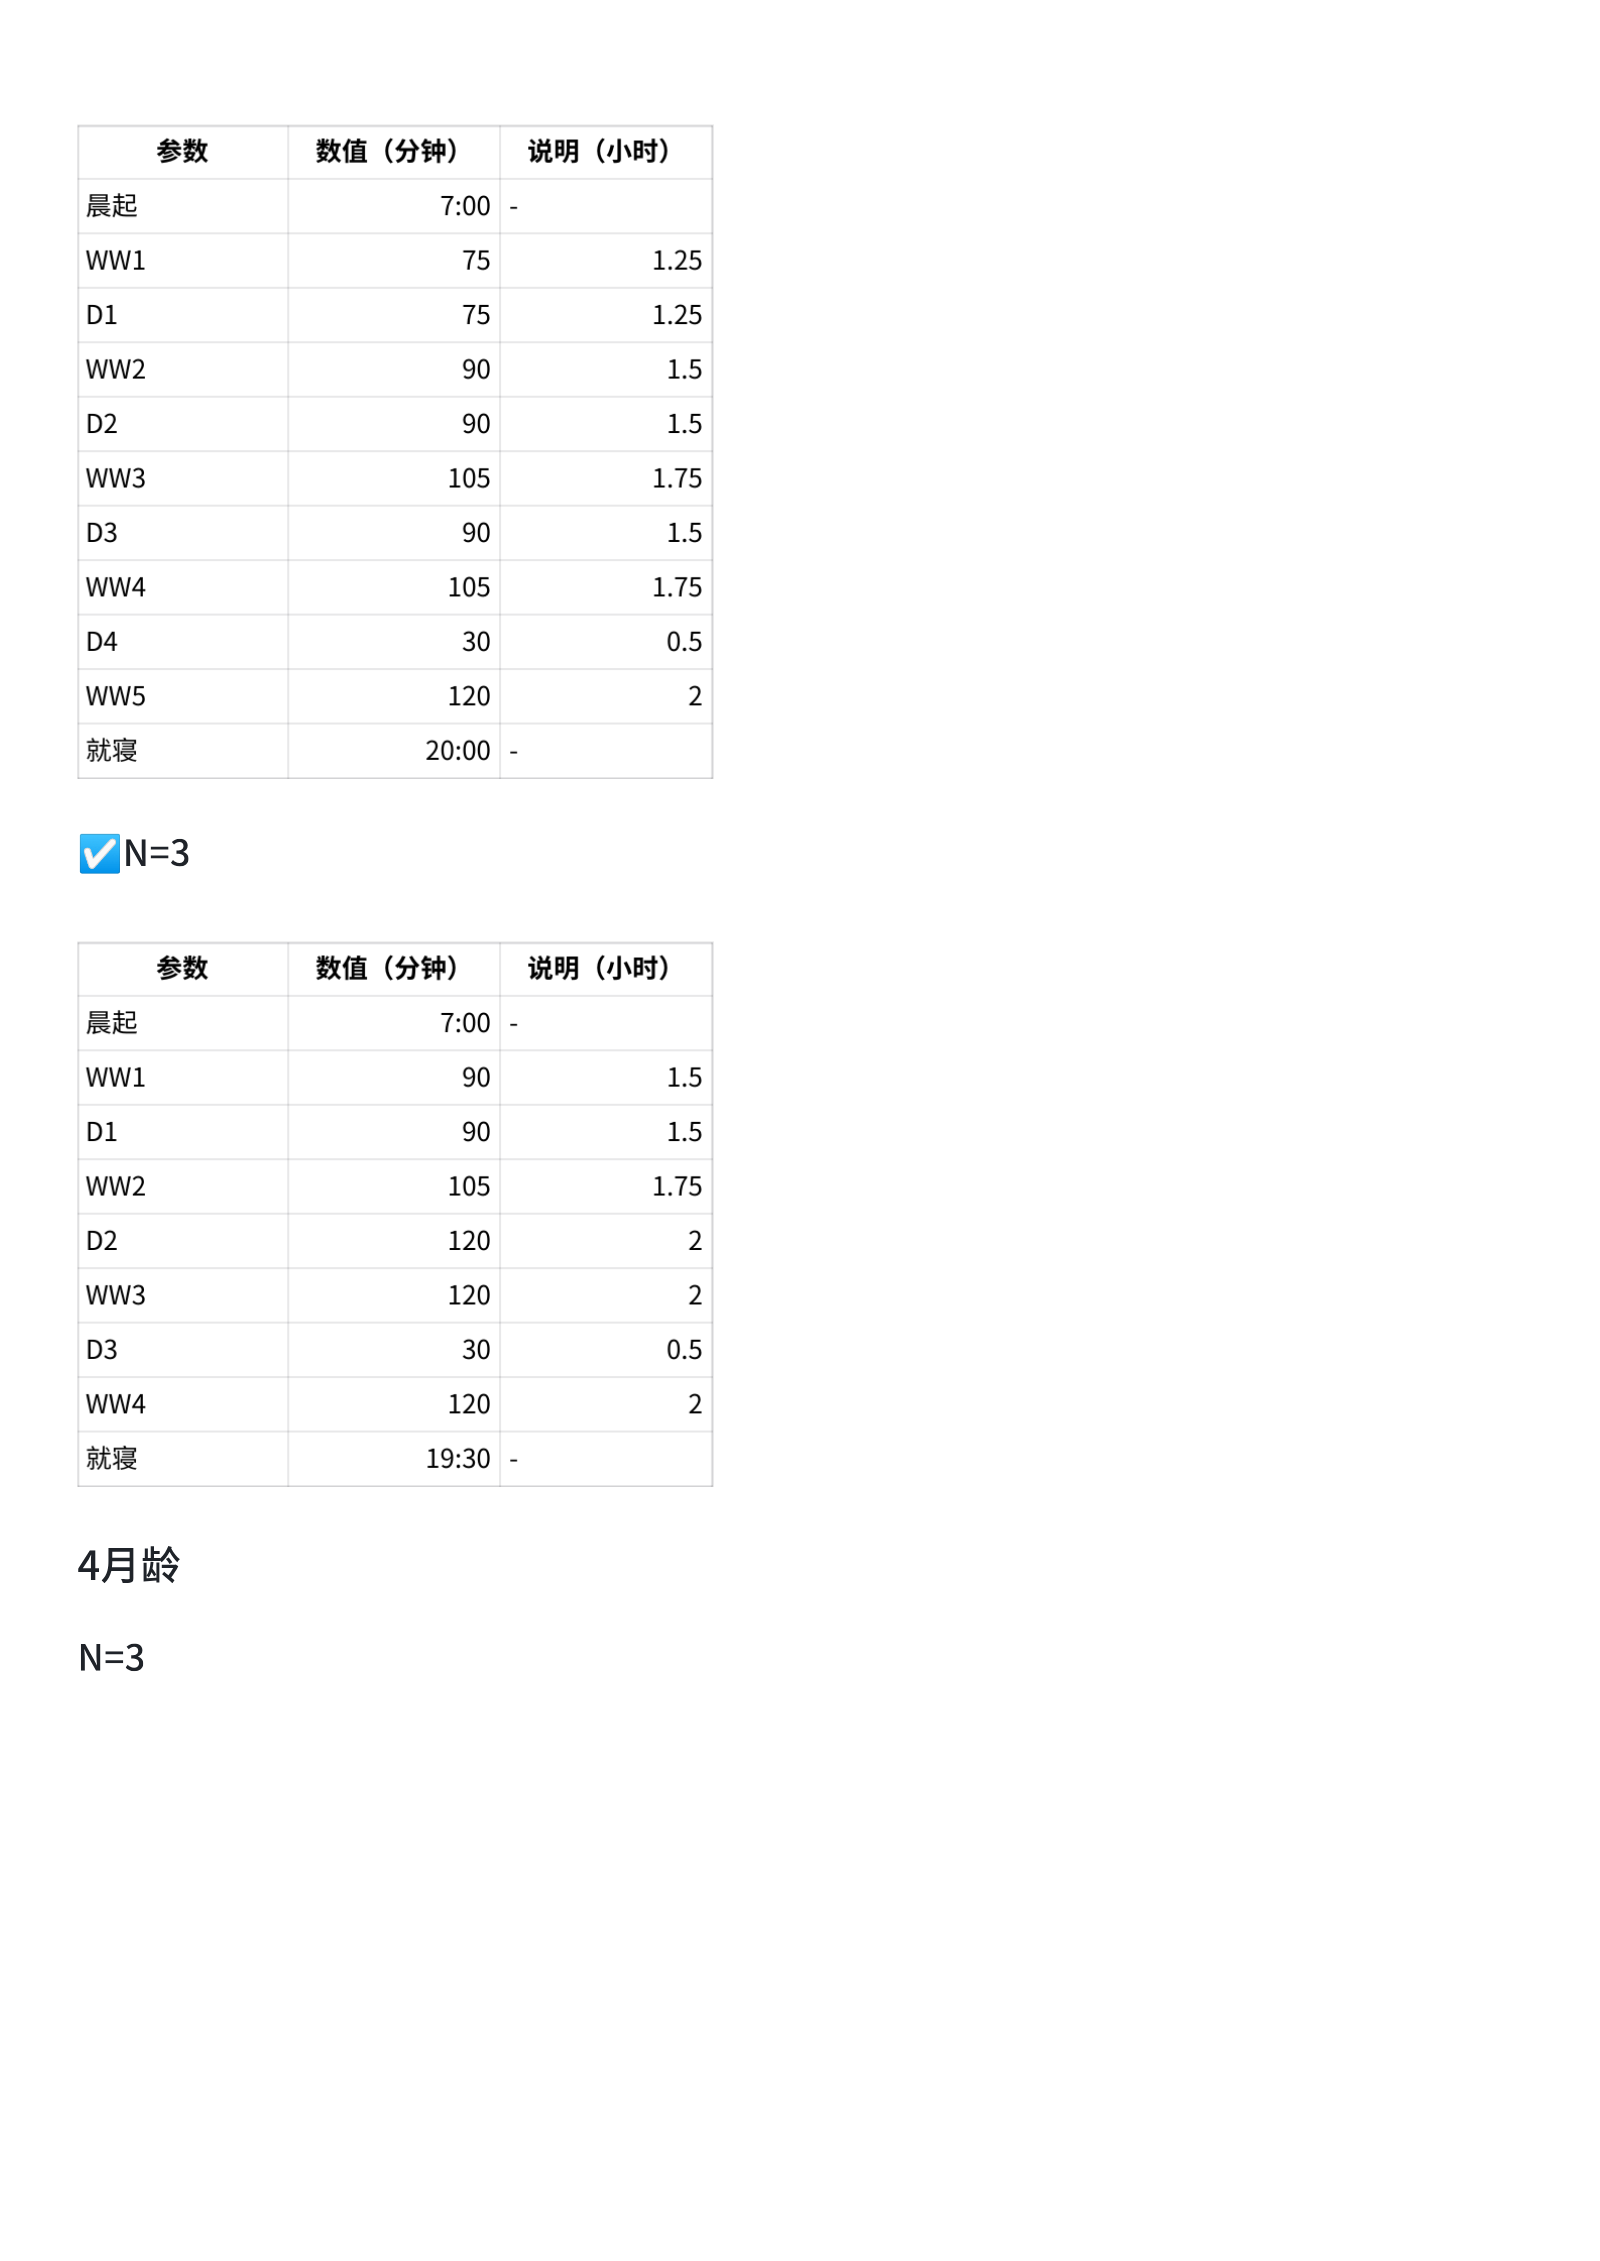 参数 数值（分钟） 说明（小时）
晨起 7:00 -
WW1 75 1.25
D1 75 1.25
WW2 90 1.5
D2 90 1.5
WW3 105 1.75
D3 90 1.5
WW4 105 1.75
D4 30 0.5
WW5 120 2
就寝 20:00 -
☑️N=3
参数 数值（分钟） 说明（小时）
晨起 7:00 -
WW1 90 1.5
D1 90 1.5
WW2 105 1.75
D2 120 2
WW3 120 2
D3 30 0.5
WW4 120 2
就寝 19:30 -
4月龄
N=3